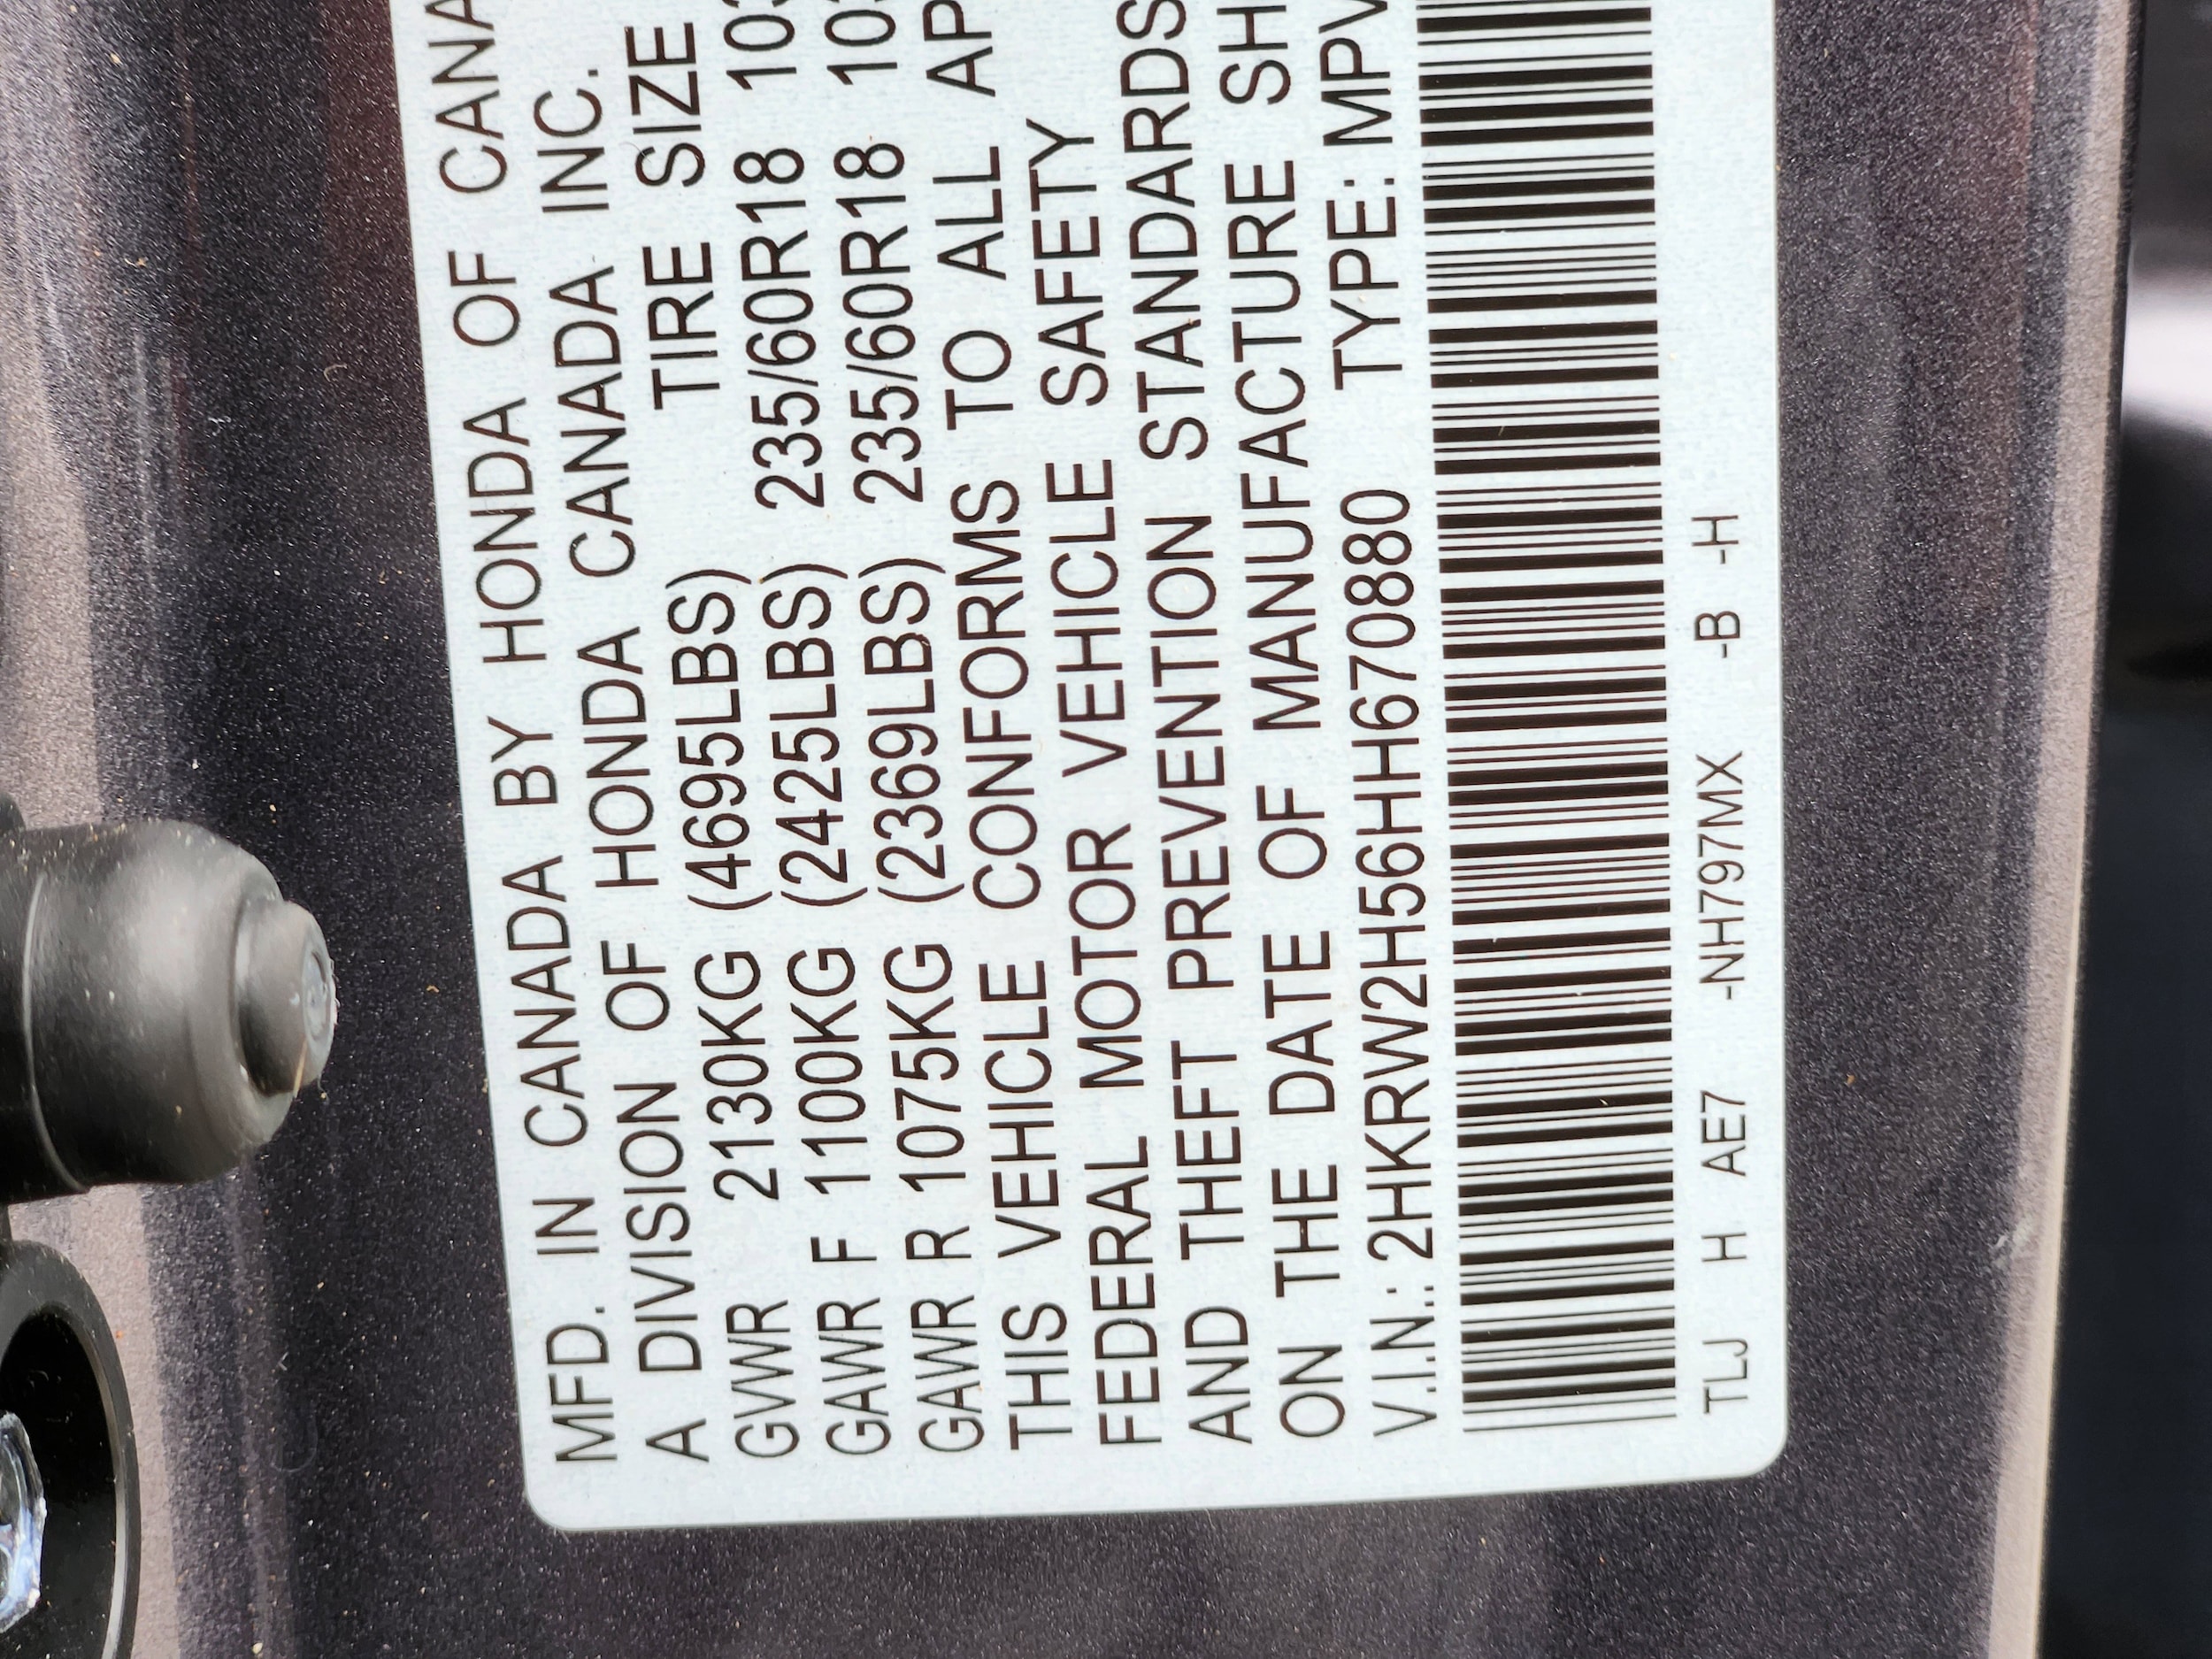 MFD. IN CANADA BY HONDA OF CANA
A DIVISION OF HONDA CANADA INC.
TIRE SIZE
GVWR 2130KG (4695LBS)
GAWR F 1100KG (2425LBS) 235/60R18 103
GAWR R 1075KG (2369LBS) 235/60R18 103
THIS VEHICLE CONFORMS TO ALL AP
FEDERAL MOTOR VEHICLE SAFETY
AND THEFT PREVENTION STANDARDS
ON THE DATE OF MANUFACTURE SH
V.I.N.: 2HKRW2H56HH670880 TYPE: MPV
TLJ H AE7 -NH797MX -B -H